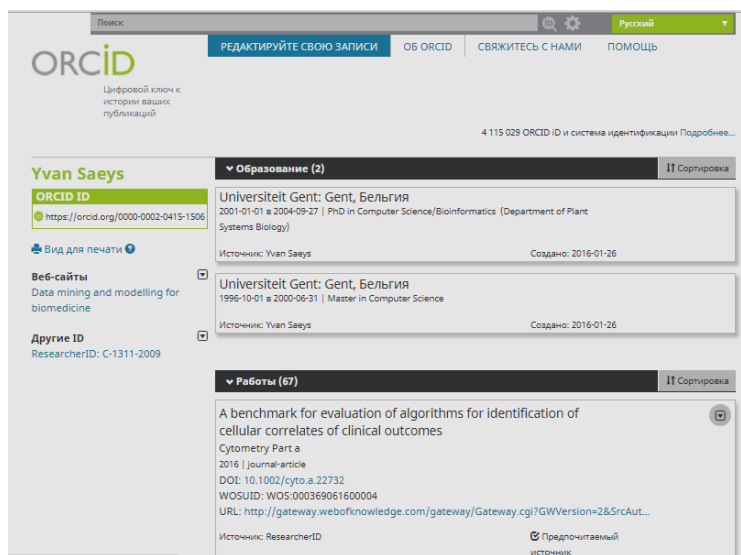 Поиск
Русский
ORCiD
Цифровой ключ к
истории ваших
публикаций
РЕДАКТИРУЙТЕ СВОЮ ЗАПИСИ
ОБ ORCID
СВЯЖИТЕСЬ С НАМИ
ПОМОЩЬ
4 115 029 ORCID iD и система идентификации Подробнее...
Yvan Saeys
ORCID ID
https://orcid.org/0000-0002-0415-1506
Вид для печати
Веб-сайты
Data mining and modelling for
biomedicine
Другие ID
ResearcherID: C-1311-2009
Образование (2)
Сортировка
Universiteit Gent: Gent, Бельгия
2001-01-01 в 2004-09-27 | PhD in Computer Science/Bioinformatics (Department of Plant
Systems Biology)
Источник: Yvan Saeys
Создано: 2016-01-26
Universiteit Gent: Gent, Бельгия
1996-10-01 в 2000-06-31 | Master in Computer Science
Источник: Yvan Saeys
Создано: 2016-01-26
Работы (67)
Сортировка
A benchmark for evaluation of algorithms for identification of
cellular correlates of clinical outcomes
Cytometry Part a
2016 | journal-article
DOI: 10.1002/cyto.a.22732
WOSUID: WOS:000369061600004
URL: http://gateway.webofknowledge.com/gateway/Gateway.cgi?GWVersion=2&SrcAut...
Источник: ResearcherID
Предпочитаемый
источник